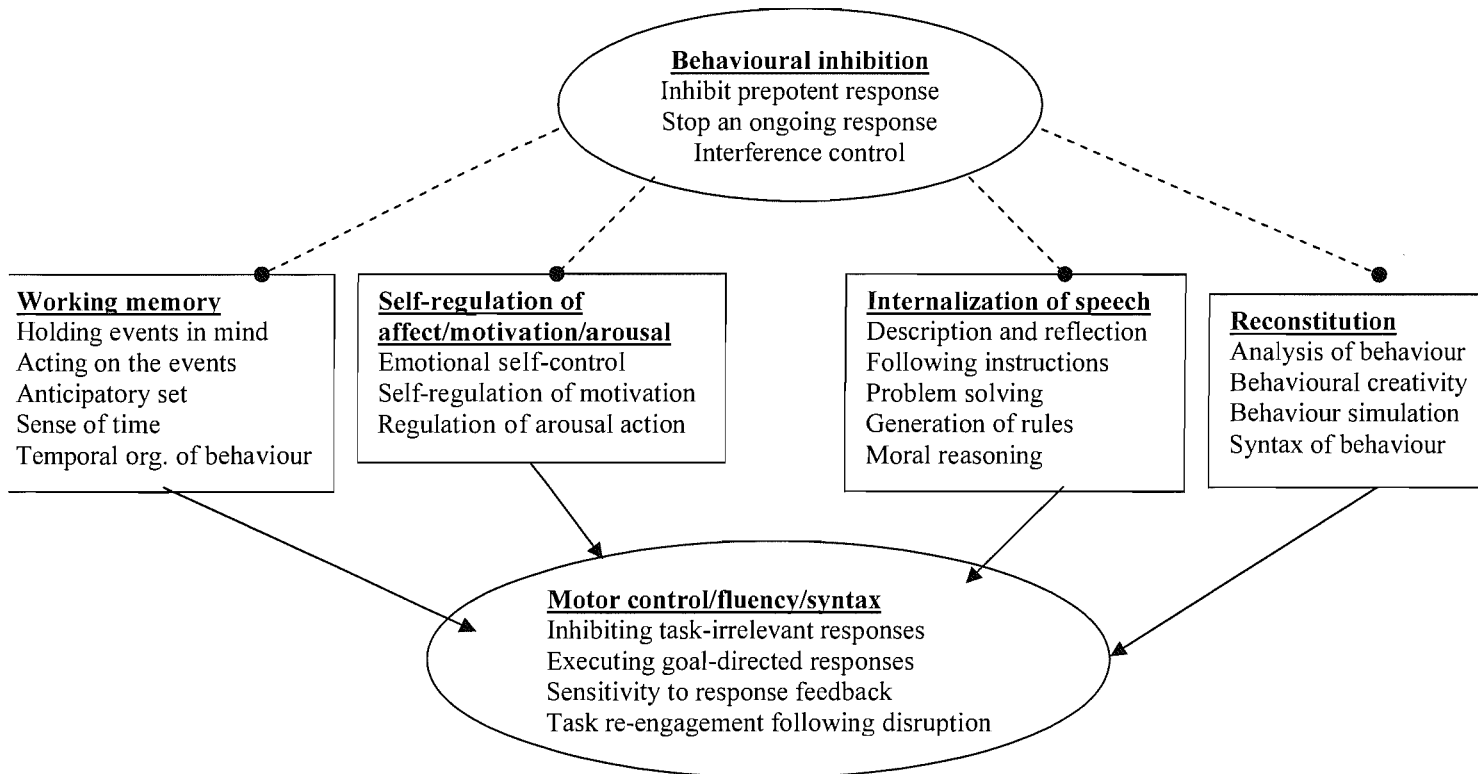 Behavioural inhibition
Inhibit prepotent response
Stop an ongoing response
Interference control
Working memory
Holding events in mind
Acting on the events
Anticipatory set
Sense of time
Temporal org. of behaviour
Self-regulation of
affect/motivation/arousal
Emotional self-control
Self-regulation of motivation
Regulation of arousal action
Internalization of speech
Description and reflection
Following instructions
Problem solving
Generation of rules
Moral reasoning
Reconstitution
Analysis of behaviour
Behavioural creativity
Behaviour simulation
Syntax of behaviour
Motor control/fluency/syntax
Inhibiting task-irrelevant responses
Executing goal-directed responses
Sensitivity to response feedback
Task re-engagement following disruption